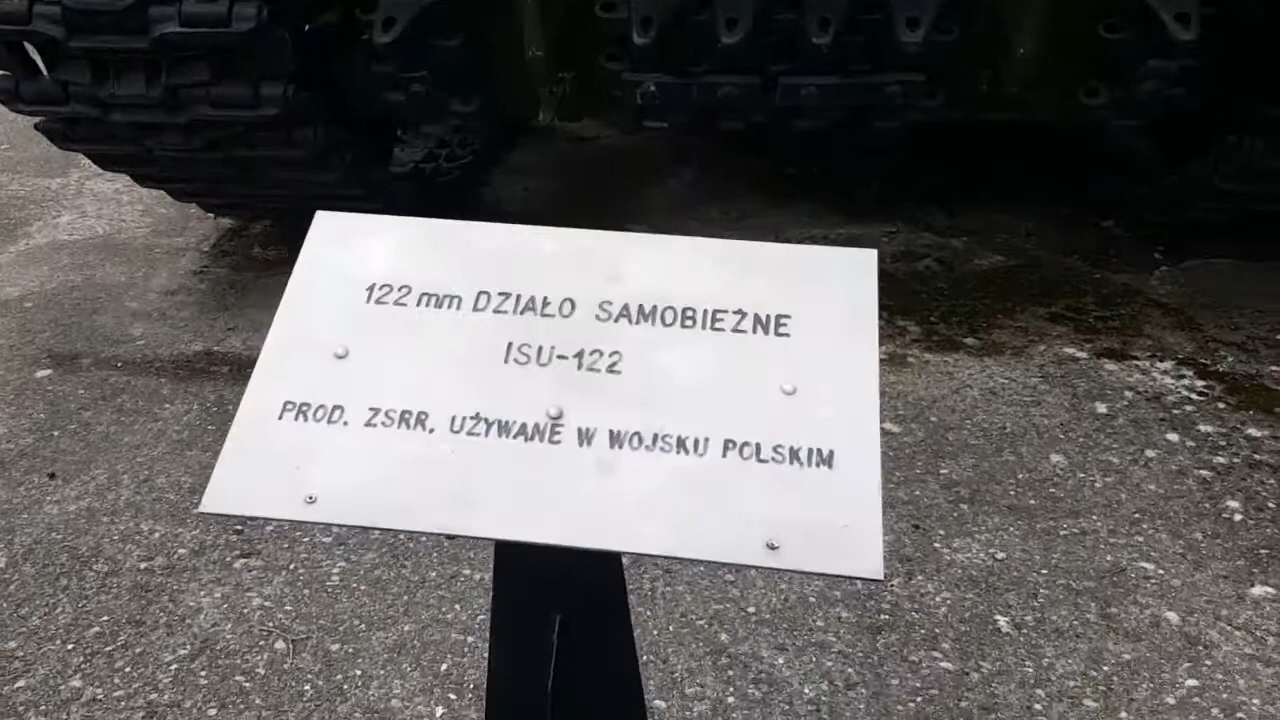 122 mm DZIAŁO SAMOBIEŻNE
ISU-122
PROD. ZSRR, UŻYWANE W WOJSKU POLSKIM